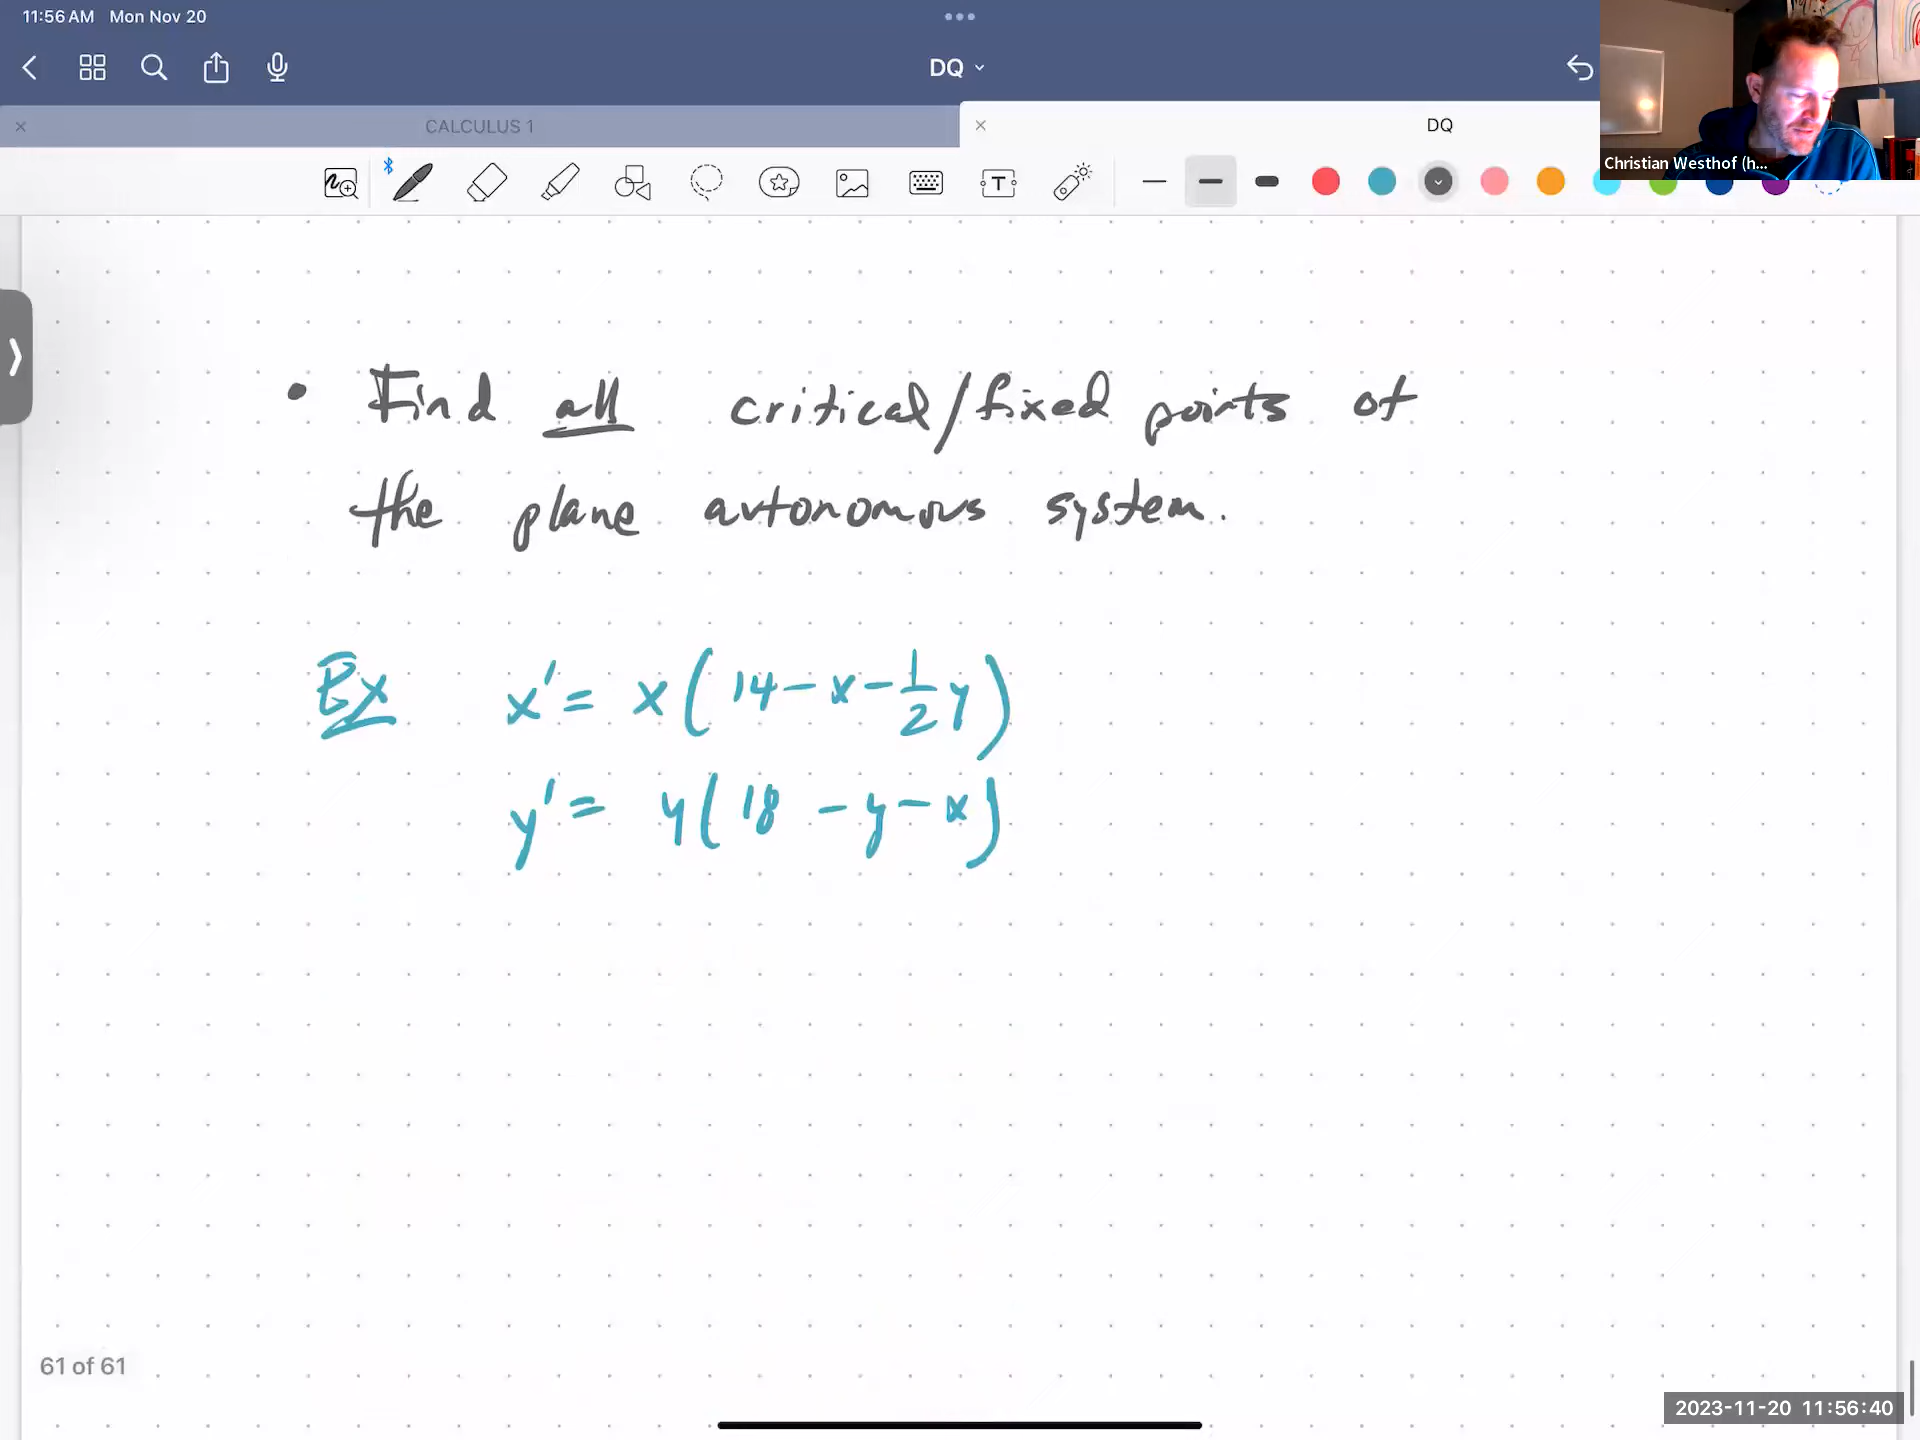 11:56 AM Mon Nov 20
DQ
CALCULUS 1
DQ
T
Christian Westhof (h...
• Find all critical/fixed points of
the plane autonomous system.
Ex x' = x(14-x-\frac{1}{2}y)
y' = y(18-y-x)
61 of 61
2023-11-20 11:56:40